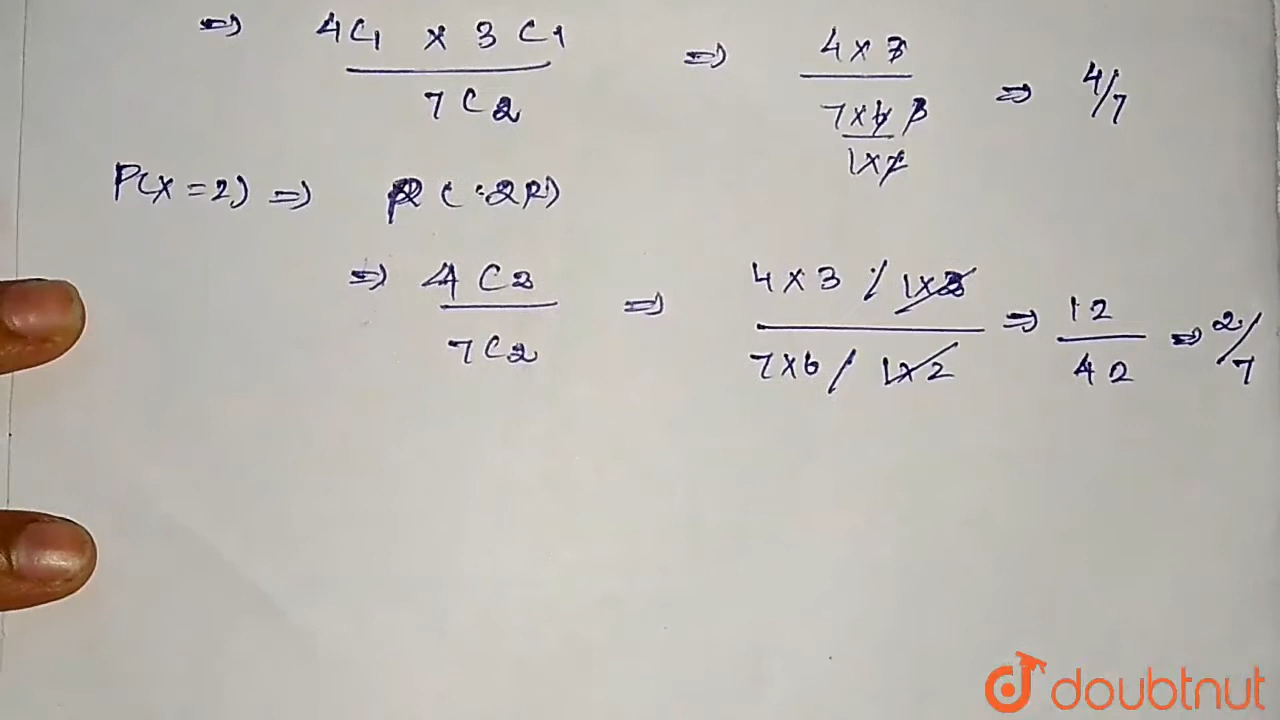 ⇒ 4C1 × 3C1 / 7C2 ⇒ 4×3 / 7×6 3 / 1×2 ⇒ 4/7
P(X=2) ⇒ P(2R)
⇒ 4C2 / 7C2 ⇒ 4×3 / 1×2 / 7×6 / 1×2 ⇒ 12 / 42 ⇒ 2/7
doubtnut